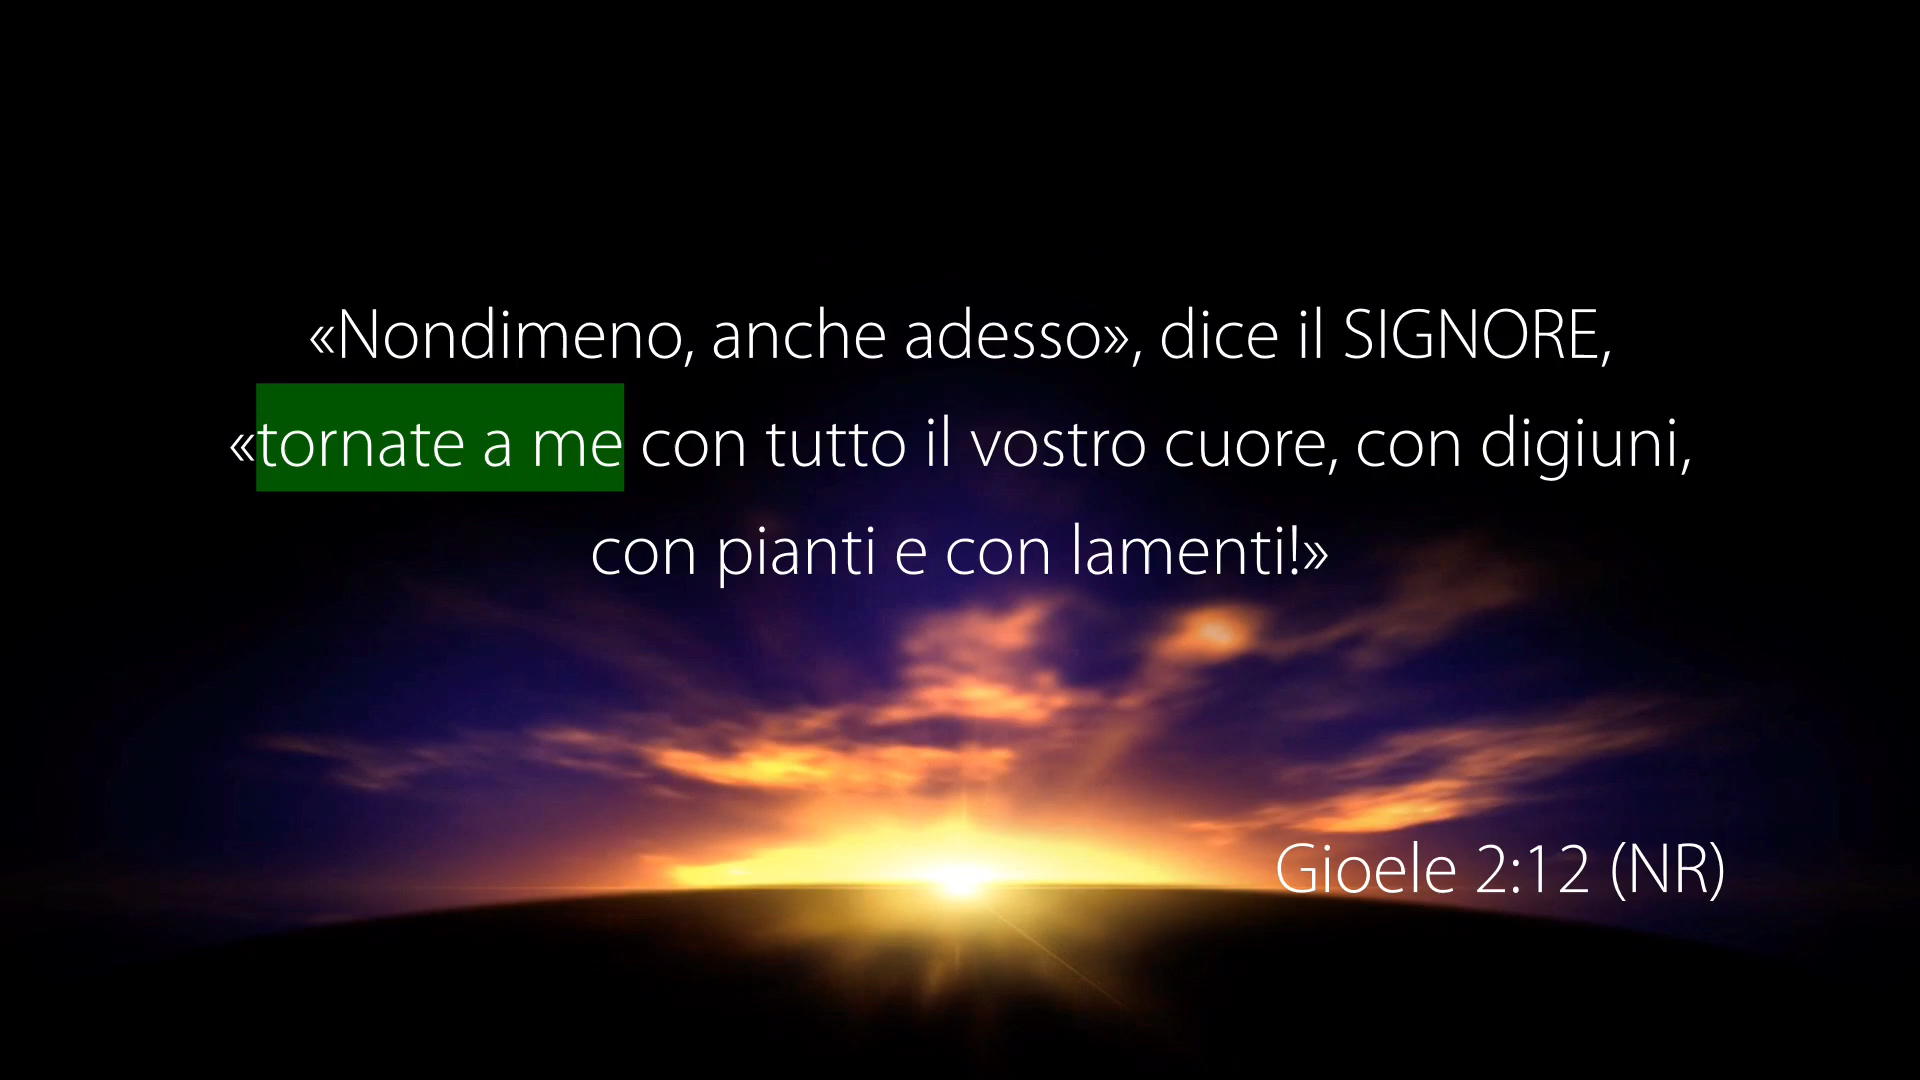 «Nondimeno, anche adesso», dice il SIGNORE,
«tornate a me con tutto il vostro cuore, con digiuni,
con pianti e con lamenti!»
Gioele 2:12 (NR)